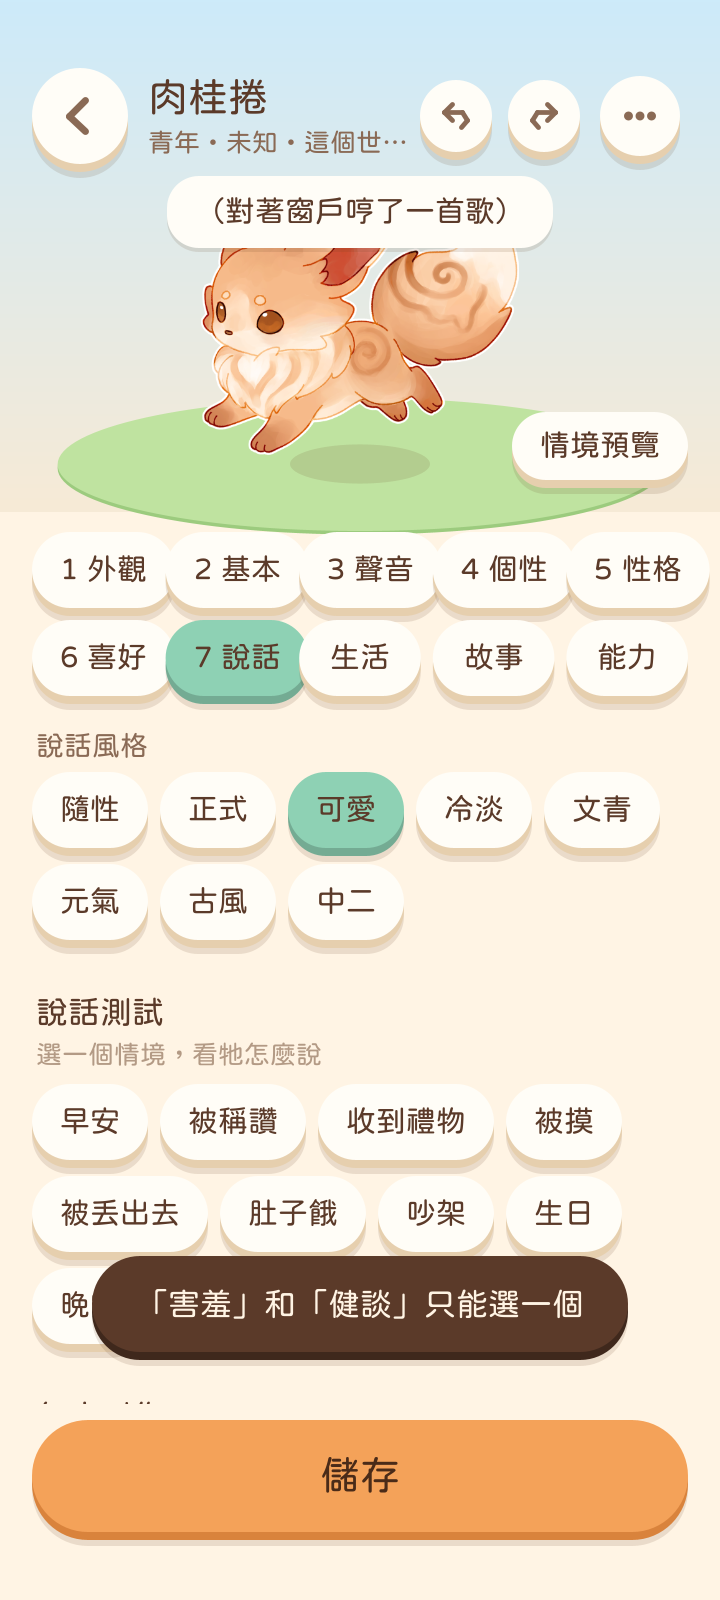 肉桂捲
青年・未知・這個世⋯
（對著窗戶哼了一首歌）
情境預覽
1 外觀 2 基本 3 聲音 4 個性 5 性格
6 喜好 7 說話 生活 故事 能力
說話風格
隨性 正式 可愛 冷淡 文青
元氣 古風 中二
說話測試
選一個情境，看牠怎麼說
早安 被稱讚 收到禮物 被摸
被丟出去 肚子餓 吵架 生日
晚
「害羞」和「健談」只能選一個
儲存